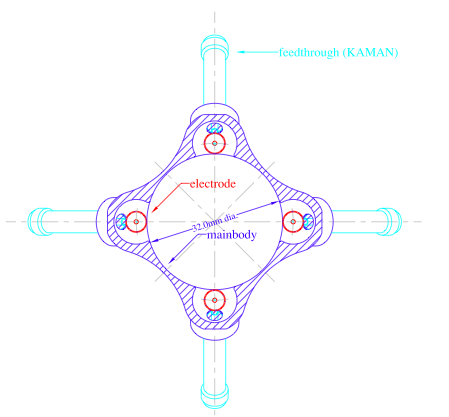 feedthrough (KAMAN)
electrode
32.0mm dia.
mainbody